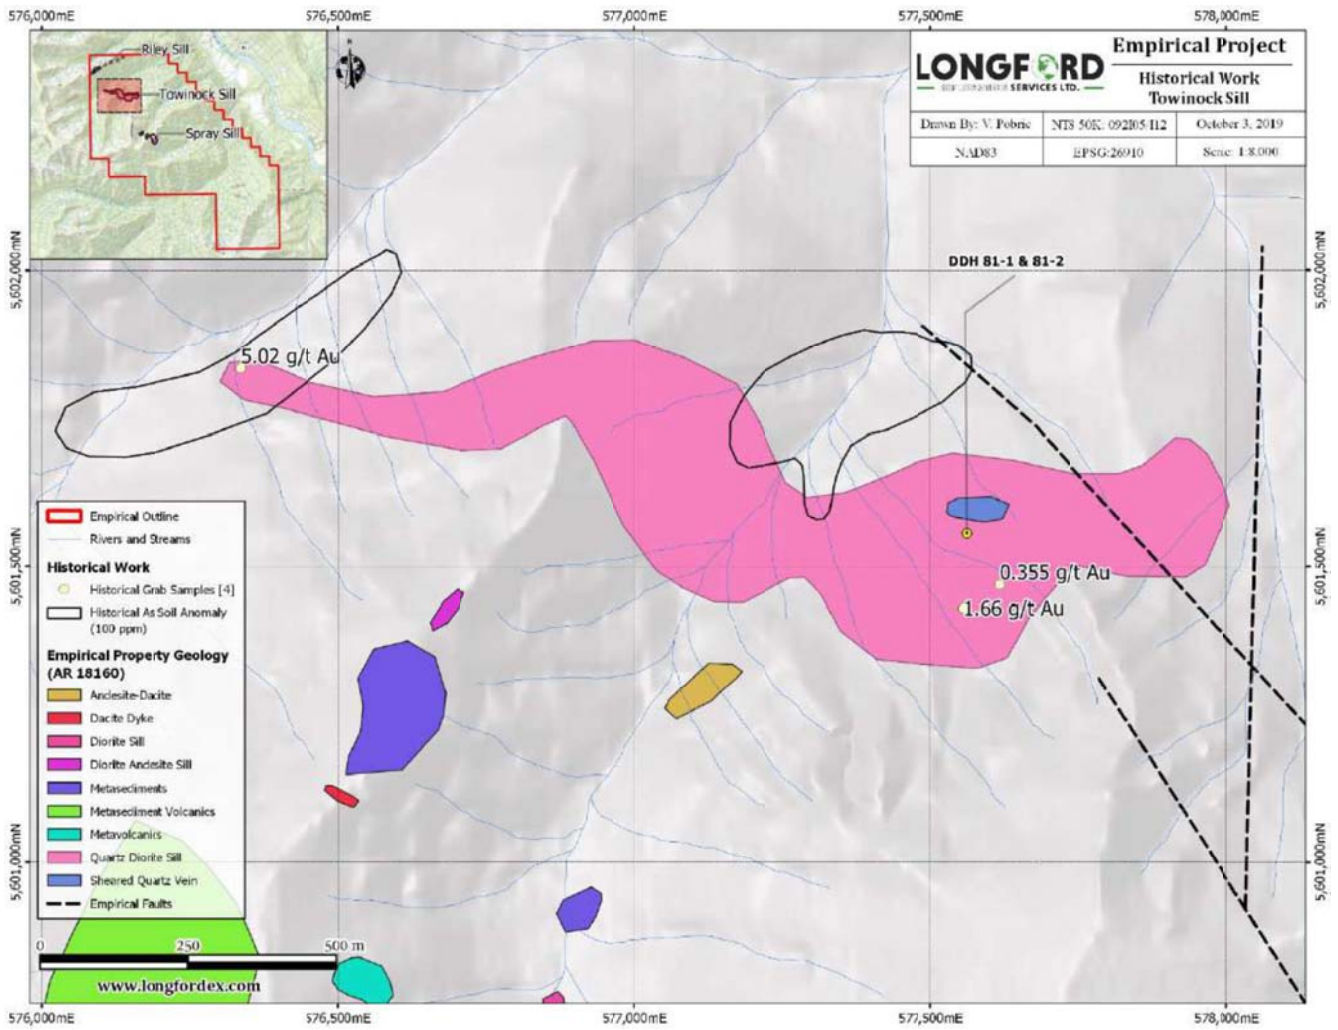 576,000mE 576,500mE 577,000mE 577,500mE 578,000mE
Riley Sill
Towinock Sill
Spray Sill
N
LONGFORD
SERVICES LTD.
Empirical Project
Historical Work
Towinock Sill
Drawn By: V. Pobric
NTS 50K: 092I05/I12
October 3, 2019
NAD83
EPSG:26910
1:8.000
5,602,000mN
5,602,000mN
DDH 81-1 & 81-2
5.02 g/t Au
0.355 g/t Au
1.66 g/t Au
5,601,500mN
5,601,500mN
5,601,000mN
5,601,000mN
Empirical Outline
Rivers and Streams
Historical Work
Historical Grab Samples [4]
Historical As Soil Anomaly
(100 ppm)
Empirical Property Geology
(AR 18160)
Andesite-Dacite
Dacite Dyke
Diorite Sill
Diorite Andesite Sill
Metasediments
Metasediment Volcanics
Metavolcanics
Quartz Diorite Sill
Sheared Quartz Vein
Empirical Faults
0 250 500 m
www.longfordex.com
576,000mE 576,500mE 577,000mE 577,500mE 578,000mE